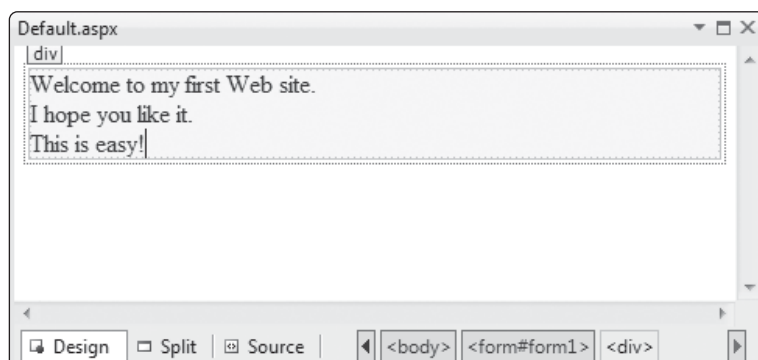 Default.aspx
div
Welcome to my first Web site.
I hope you like it.
This is easy!
Design Split Source <body> <form#form1> <div>